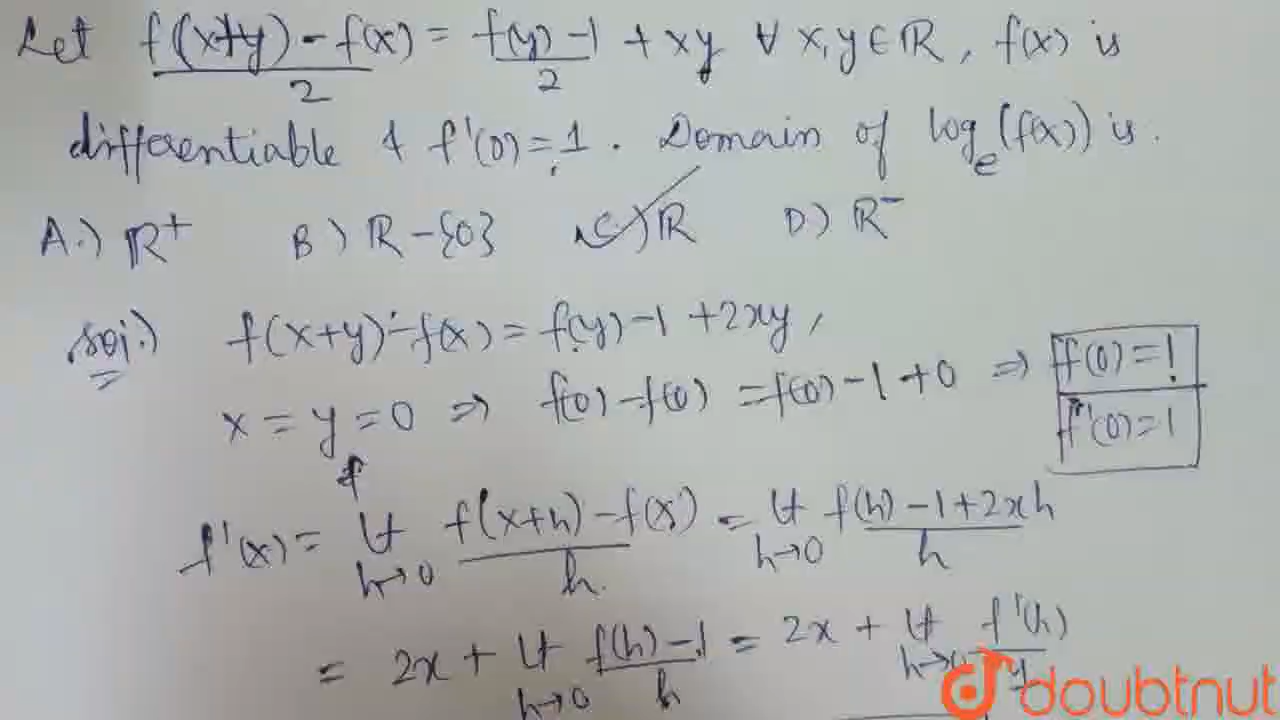 Let (f(x+y) - f(x))/2 = (f(y) - 1)/2 + xy ∀ x,y ∈ ℝ, f(x) is
differentiable & f'(0) = 1. Domain of logₑ(f(x)) is.
A.) ℝ⁺ B.) ℝ - {0} C.) ℝ D.) ℝ⁻
f(x+y) - f(x) = f(y) - 1 + 2xy,
x = y = 0 ⇒ f(0) - f(0) = f(0) - 1 + 0 ⇒ f(0) = 1
f'(0) = 1
f'(x) = Lt h→0 (f(x+h) - f(x))/h = Lt h→0 (f(h) - 1 + 2xh)/h
= 2x + Lt h→0 (f(h) - 1)/h = 2x + Lt h→0 f'(h)/y
doubtnut